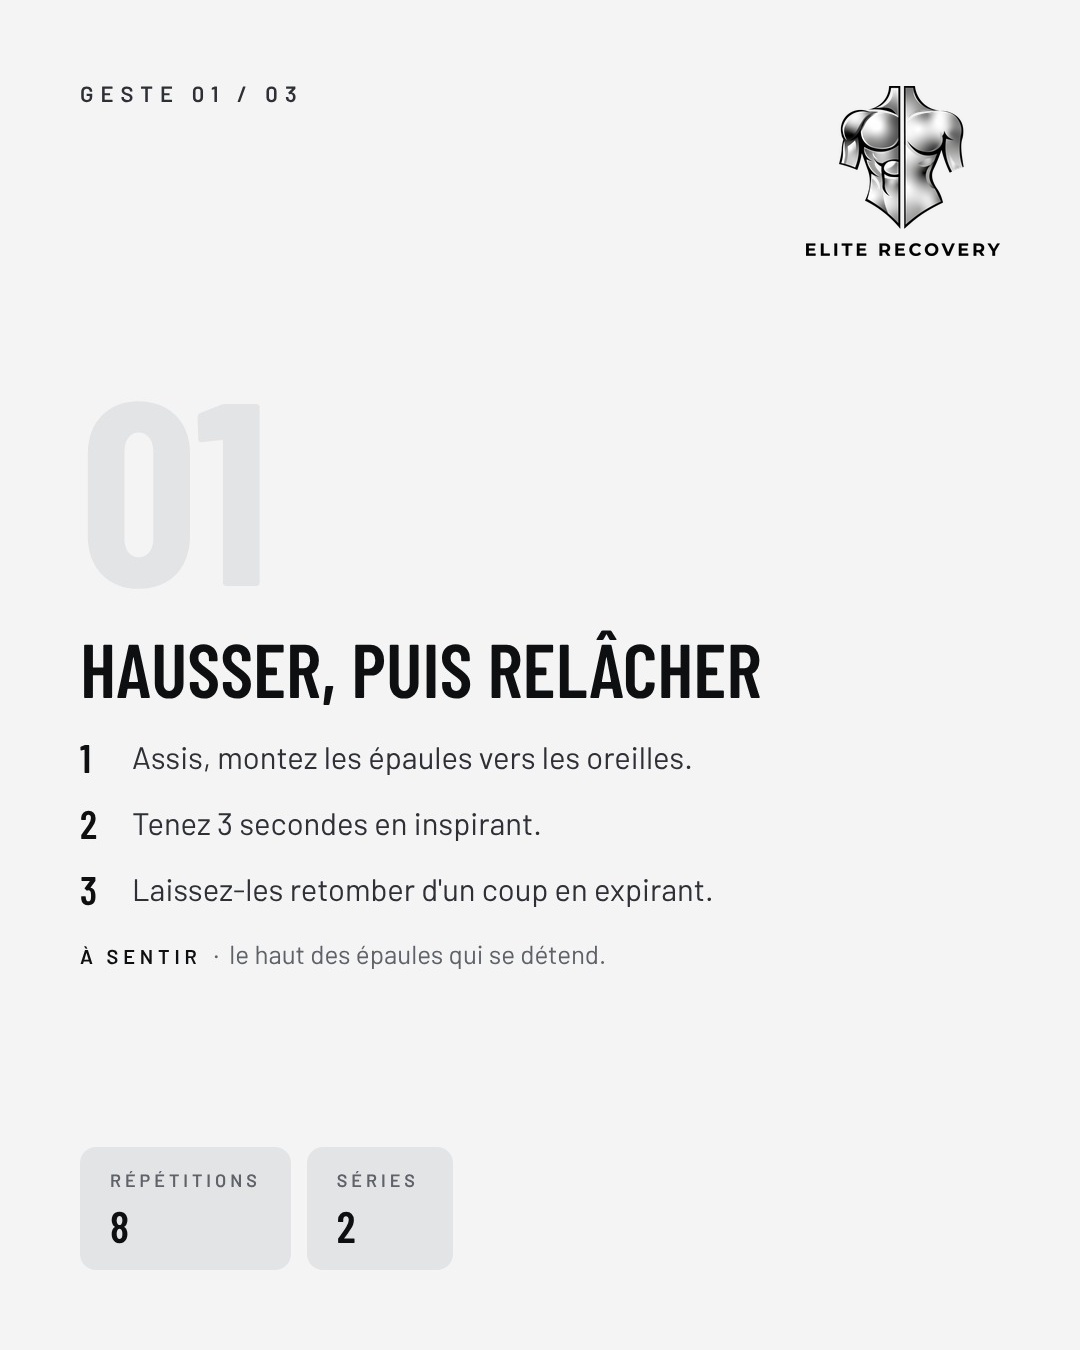 GESTE 01 / 03
ELITE RECOVERY
01
HAUSSER, PUIS RELÂCHER
1 Assis, montez les épaules vers les oreilles.
2 Tenez 3 secondes en inspirant.
3 Laissez-les retomber d'un coup en expirant.
À SENTIR · le haut des épaules qui se détend.
RÉPÉTITIONS SÉRIES
8 2